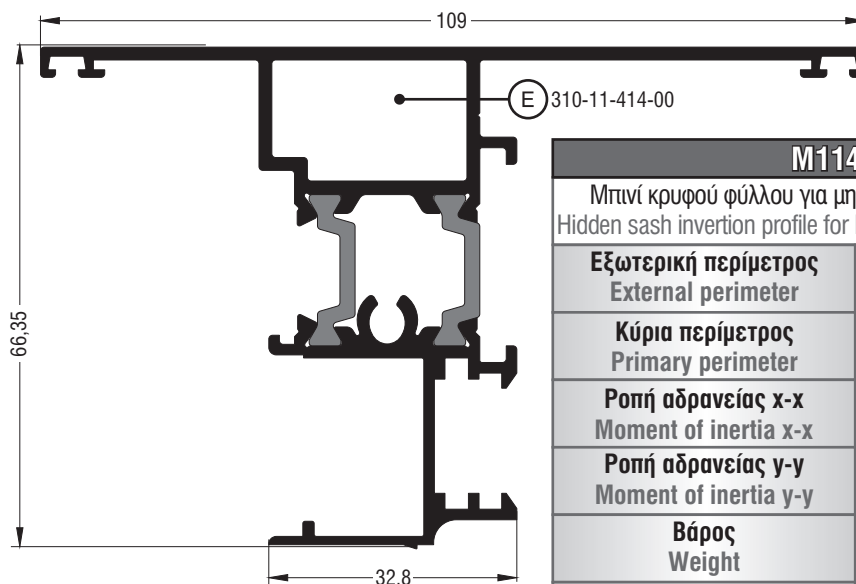 109
E 310-11-414-00
66,35
32,8
M114
Μπινί κρυφού φύλλου για μη
Hidden sash invertion profile for
Εξωτερική περίμετρος
External perimeter
Κύρια περίμετρος
Primary perimeter
Ροπή αδρανείας x-x
Moment of inertia x-x
Ροπή αδρανείας y-y
Moment of inertia y-y
Βάρος
Weight